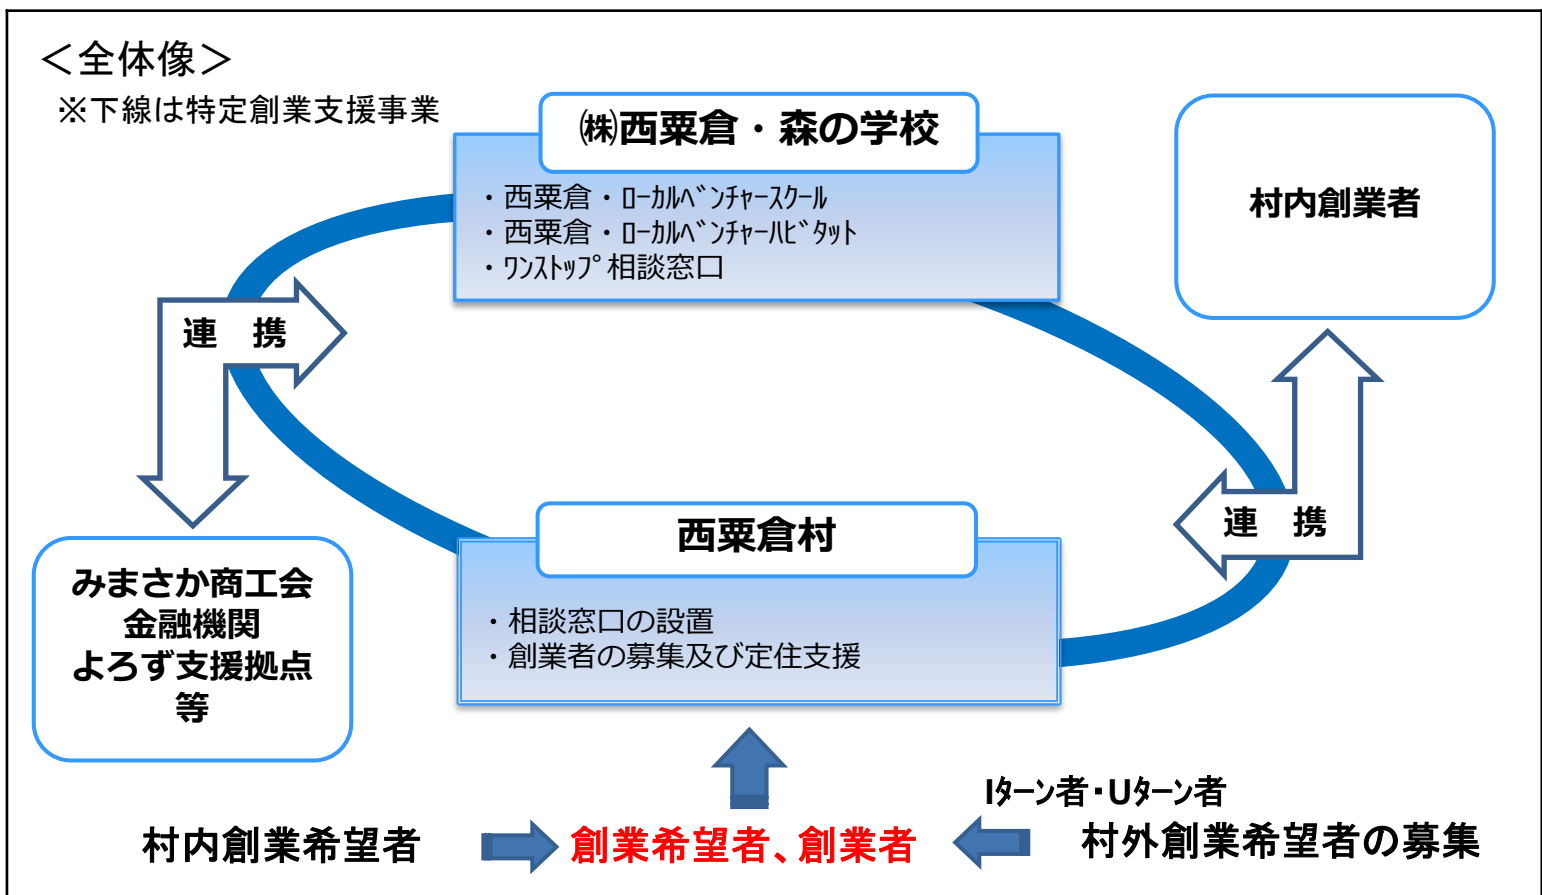 ＜全体像＞
※下線は特定創業支援事業
㈱西粟倉・森の学校
・西粟倉・ﾛｰｶﾙﾍﾞﾝﾁｬｰｽｸｰﾙ
・西粟倉・ﾛｰｶﾙﾍﾞﾝﾁｬｰﾊﾋﾞﾀｯﾄ
・ﾜﾝｽﾄｯﾌﾟ相談窓口
村内創業者
連　携
西粟倉村
・相談窓口の設置
・創業者の募集及び定住支援
連　携
みまさか商工会
金融機関
よろず支援拠点
等
Iﾀｰﾝ者・Uﾀｰﾝ者
村内創業希望者
創業希望者、創業者
村外創業希望者の募集